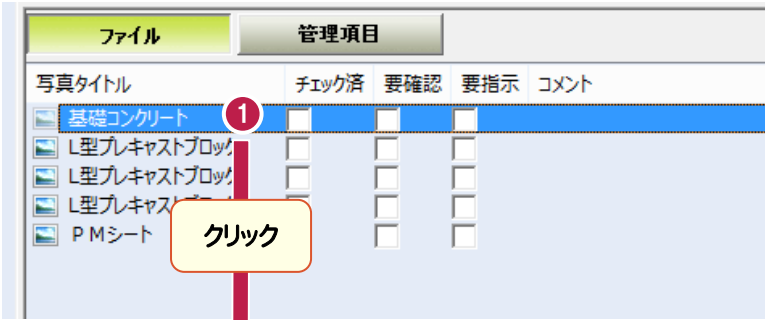 ファイル 管理項目
写真タイトル チェック済 要確認 要指示 コメント
基礎コンクリート 1
L型プレキャストブロック
L型プレキャストブロック
L型プレキャスト
PMシート
クリック